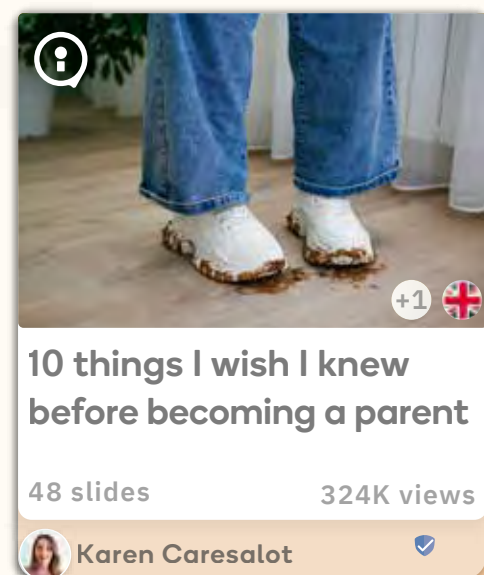 +1
10 things I wish I knew
before becoming a parent
48 slides
324K views
Karen Caresalot